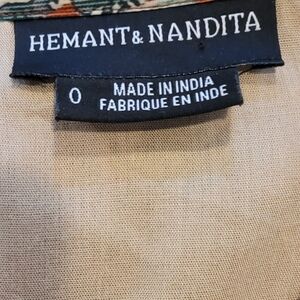 HEMANT & NANDITA
0
MADE IN INDIA
FABRIQUE EN INDE